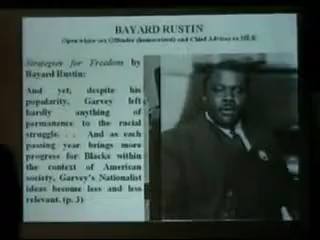 BAYARD RUSTIN
Open whore sex Offender (homosexual) and Chief Advisor to MLK
Strategies for Freedom by
Bayard Rustin:
And yet, despite his
popularity, Garvey left
hardly anything of
permanence to the racial
struggle. . . And as each
passing year brings more
progress for Blacks within
the context of American
society, Garvey's Nationalist
ideas become less and less
relevant. (p. 3)